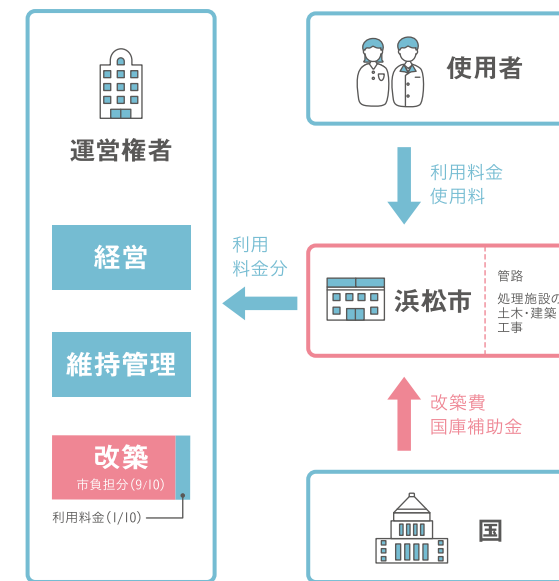 運営権者
経営
維持管理
改築
市負担分(9/10)
利用料金(1/10)
利用
料金分
使用者
利用料金
使用料
浜松市
管路
処理施設の
土木・建築
工事
改築費
国庫補助金
国